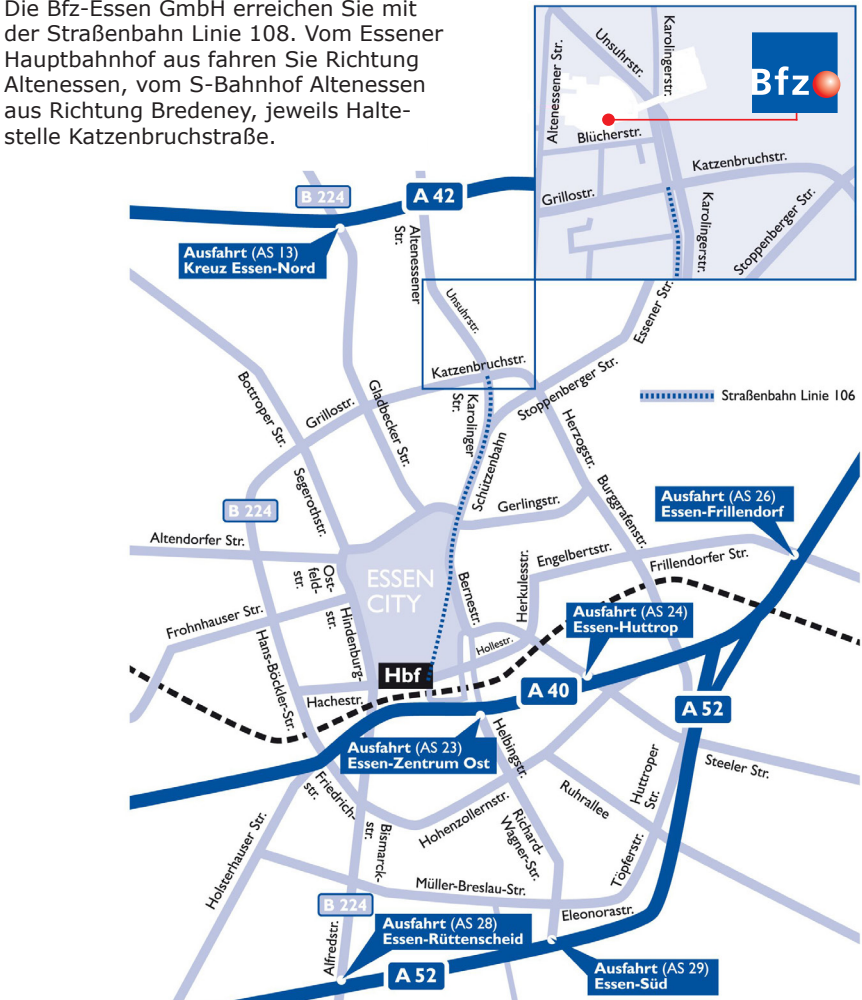 Die Bfz-Essen GmbH erreichen Sie mit
der Straßenbahn Linie 108. Vom Essener
Hauptbahnhof aus fahren Sie Richtung
Altenessen, vom S-Bahnhof Altenessen
aus Richtung Bredeney, jeweils Halte-
stelle Katzenbruchstraße.
Altenessener Str.
Unsuhrstr.
Karolingerstr.
Bfz
Blücherstr.
Katzenbruchstr.
Grillostr.
Karolingerstr.
Stoppenberger Str.
B 224
A 42
Ausfahrt (AS 13)
Kreuz Essen-Nord
Altenessener
Str.
Unsuhrstr.
Essener Str.
Katzenbruchstr.
Stoppenberger Str.
Straßenbahn Linie 106
Bottroper Str.
Grillostr.
Gladbecker Str.
Karolinger
Str.
Schützenbahn
Herzogstr.
Segerothstr.
Gerlingstr.
Burggrafenstr.
B 224
Ausfahrt (AS 26)
Essen-Frillendorf
Altendorfer Str.
Engelbertstr.
Frillendorfer Str.
ESSEN
CITY
Ost-
feld-
str.
Bernestr.
Herkulesstr.
Ausfahrt (AS 24)
Essen-Huttrop
Frohnhauser Str.
Hindenburg-
str.
Hollestr.
Hans-Böckler-Str.
Hbf
Hachestr.
A 40
A 52
Ausfahrt (AS 23)
Essen-Zentrum Ost
Helbingstr.
Steeler Str.
Friedrich-
str.
Huttroper
Str.
Ruhrallee
Hohenzollernstr.
Richard-
Wagner-Str.
Holsterhauser Str.
Bismarck-
str.
Töpferstr.
Müller-Breslau-Str.
B 224
Eleonorastr.
Alfredstr.
Ausfahrt (AS 28)
Essen-Rüttenscheid
A 52
Ausfahrt (AS 29)
Essen-Süd